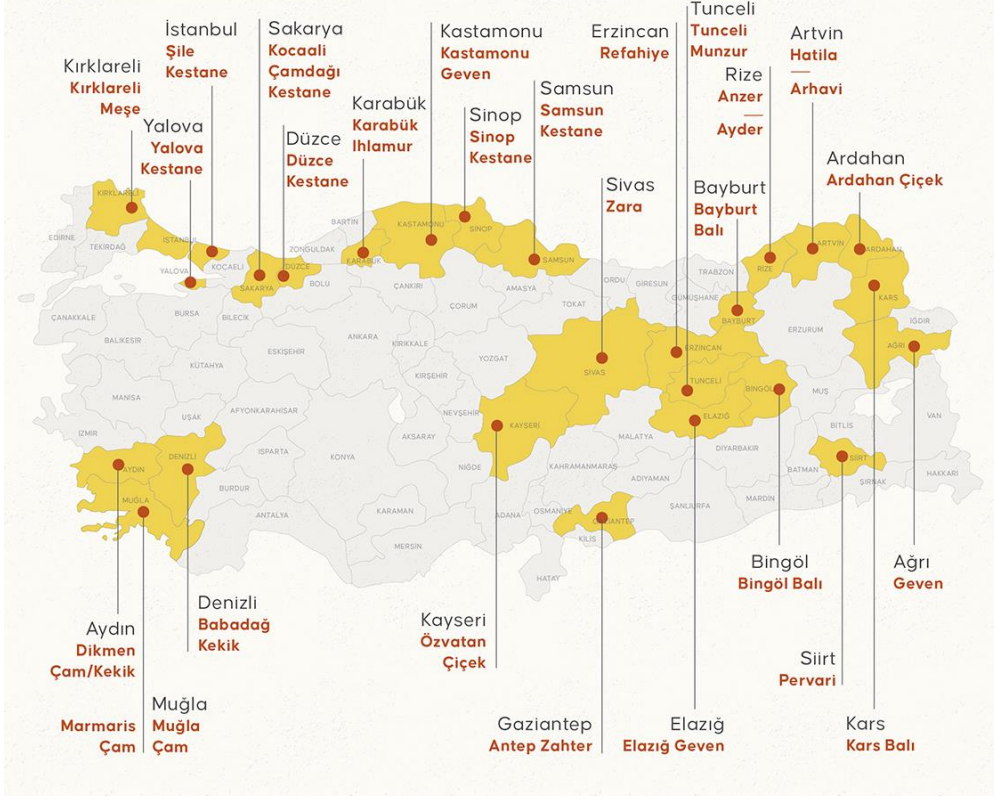 İstanbul
Şile
Kestane
Sakarya
Kocaali
Çamdağı
Kestane
Kastamonu
Kastamonu
Geven
Erzincan
Refahiye
Tunceli
Tunceli
Munzur
Artvin
Hatila
Arhavi
Kırklareli
Kırklareli
Meşe
Yalova
Yalova
Kestane
Düzce
Düzce
Kestane
Karabük
Karabük
Ihlamur
Sinop
Sinop
Kestane
Samsun
Samsun
Kestane
Rize
Anzer
Ayder
Sivas
Zara
Bayburt
Bayburt
Balı
Ardahan
Ardahan Çiçek
KIRKLARELİ
EDİRNE
TEKİRDAĞ
İSTANBUL
YALOVA
KOCAELİ
SAKARYA
DÜZCE
BOLU
ZONGULDAK
BARTIN
KARABÜK
KASTAMONU
SİNOP
SAMSUN
ÇANKIRI
ÇORUM
AMASYA
TOKAT
ORDU
GİRESUN
GÜMÜŞHANE
TRABZON
BAYBURT
RİZE
ARTVİN
ARDAHAN
KARS
IĞDIR
AĞRI
ERZURUM
ERZİNCAN
SİVAS
TUNCELİ
BİNGÖL
ELAZIĞ
MUŞ
BİTLİS
VAN
HAKKARİ
ŞIRNAK
SİİRT
BATMAN
DİYARBAKIR
MARDİN
ŞANLIURFA
ADIYAMAN
MALATYA
KAHRAMANMARAŞ
GAZİANTEP
KİLİS
OSMANİYE
HATAY
ADANA
MERSİN
KARAMAN
NİĞDE
KAYSERİ
NEVŞEHİR
AKSARAY
KIRŞEHİR
YOZGAT
KIRIKKALE
ANKARA
KONYA
ESKİŞEHİR
BİLECİK
BURSA
ÇANAKKALE
BALIKESİR
KÜTAHYA
MANİSA
UŞAK
AFYONKARAHİSAR
İZMİR
AYDIN
DENİZLİ
MUĞLA
BURDUR
ISPARTA
ANTALYA
Aydın
Dikmen
Çam/Kekik
Denizli
Babadağ
Kekik
Marmaris
Çam
Muğla
Muğla
Çam
Kayseri
Özvatan
Çiçek
Gaziantep
Antep Zahter
Elazığ
Elazığ Geven
Bingöl
Bingöl Balı
Siirt
Pervari
Kars
Kars Balı
Ağrı
Geven